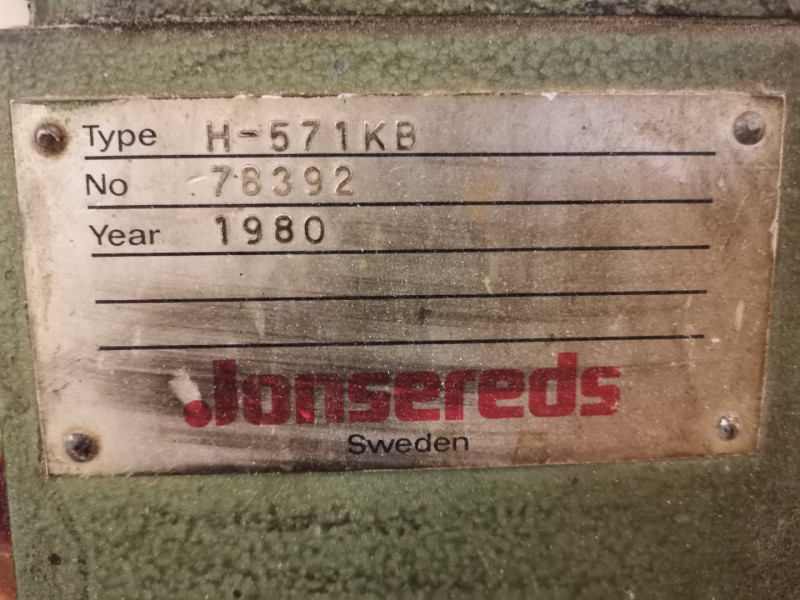 Type H-571KB
No 78392
Year 1980
Jonsereds
Sweden